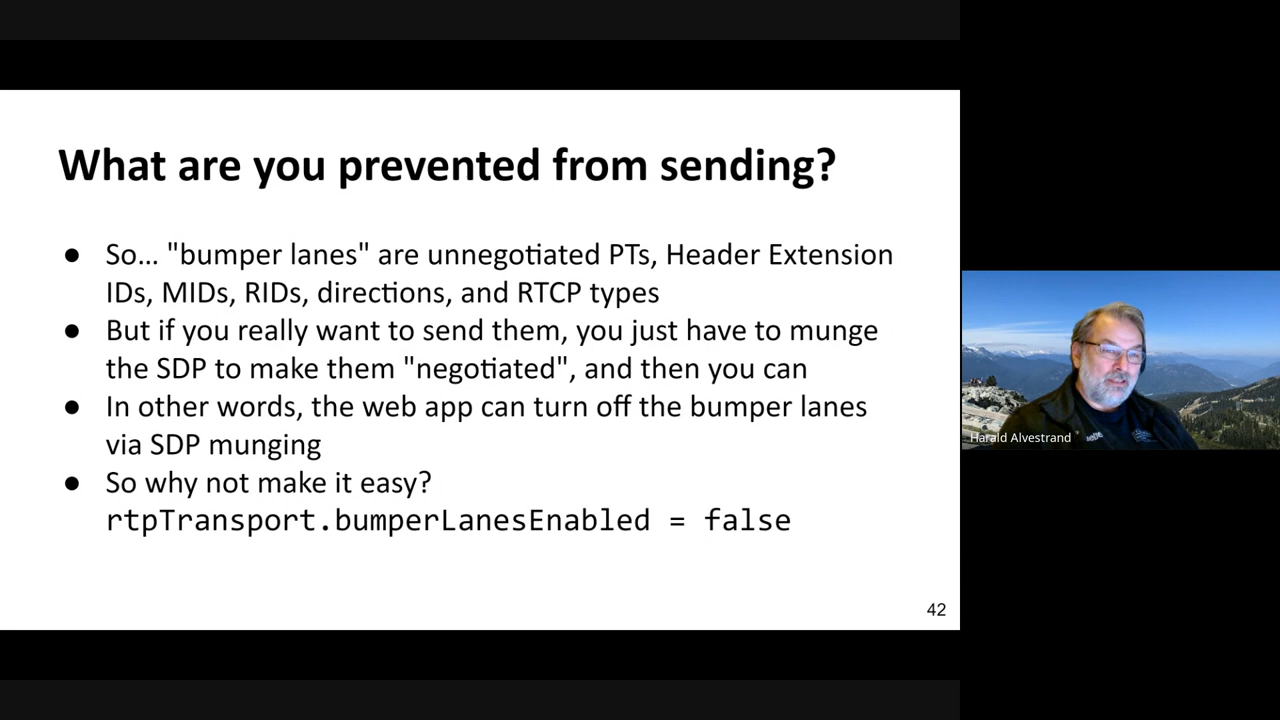 What are you prevented from sending?
● So... "bumper lanes" are unnegotiated PTs, Header Extension
IDs, MIDs, RIDs, directions, and RTCP types
● But if you really want to send them, you just have to munge
the SDP to make them "negotiated", and then you can
● In other words, the web app can turn off the bumper lanes
via SDP munging
● So why not make it easy?
rtpTransport.bumperLanesEnabled = false
42
Harald Alvestrand